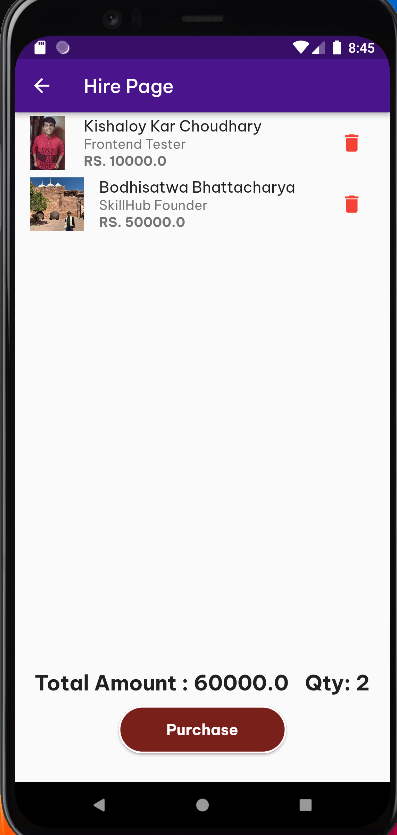 8:45
Hire Page
Kishaloy Kar Choudhary
Frontend Tester
RS. 10000.0
Bodhisatwa Bhattacharya
SkillHub Founder
RS. 50000.0
Total Amount : 60000.0 Qty: 2
Purchase